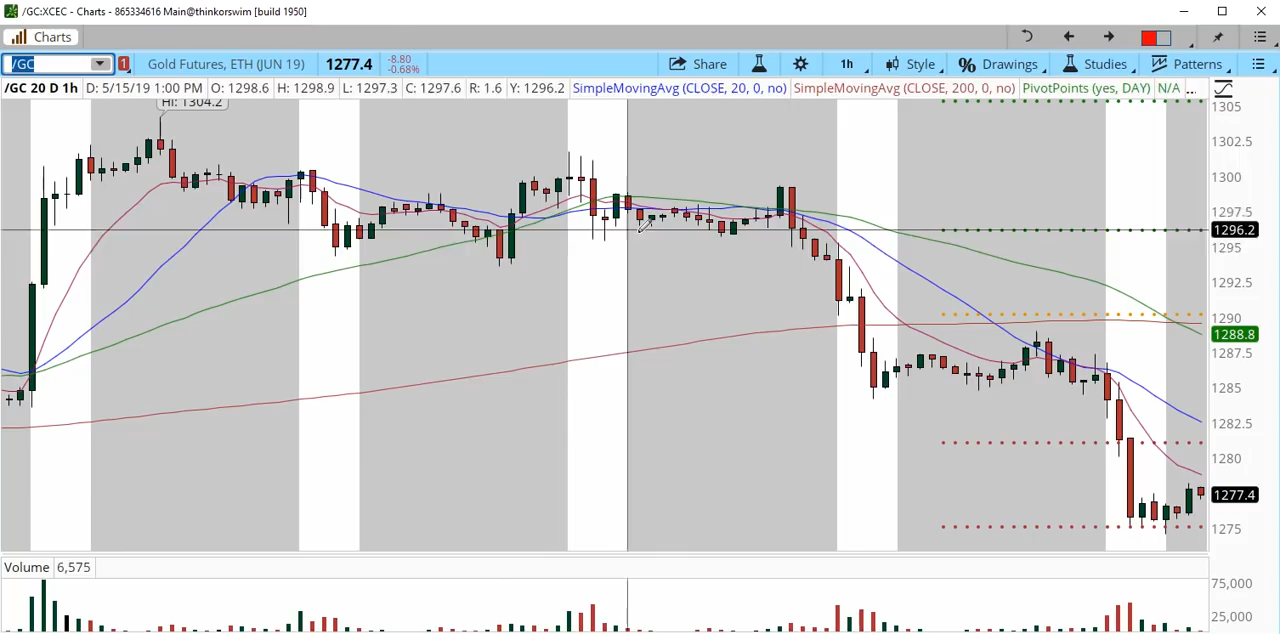 /GC:XCEC - Charts - 865334616 Main@thinkorswim [build 1950]
Charts
/GC 1 Gold Futures, ETH (JUN 19) 1277.4 -8.80 -0.68% Share 1h Style Drawings Studies Patterns
/GC 20 D 1h D: 5/15/19 1:00 PM O: 1298.6 H: 1298.9 L: 1297.3 C: 1297.6 R: 1.6 Y: 1296.2 SimpleMovingAvg (CLOSE, 20, 0, no) SimpleMovingAvg (CLOSE, 200, 0, no) PivotPoints (yes, DAY) N/A ...
Hi: 1304.2
1305
1302.5
1300
1297.5
1296.2
1295
1292.5
1290
1288.8
1287.5
1285
1282.5
1280
1277.4
1275
Volume 6,575
75,000
25,000